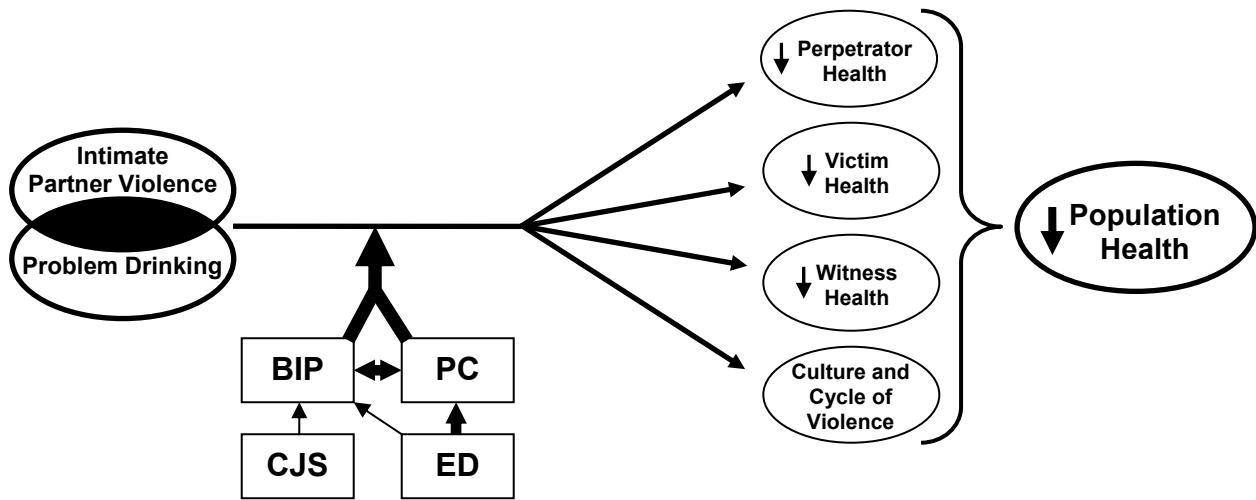 Intimate
Partner Violence
Problem Drinking
BIP
PC
CJS
ED
Perpetrator
Health
Victim
Health
Witness
Health
Culture and
Cycle of
Violence
Population
Health